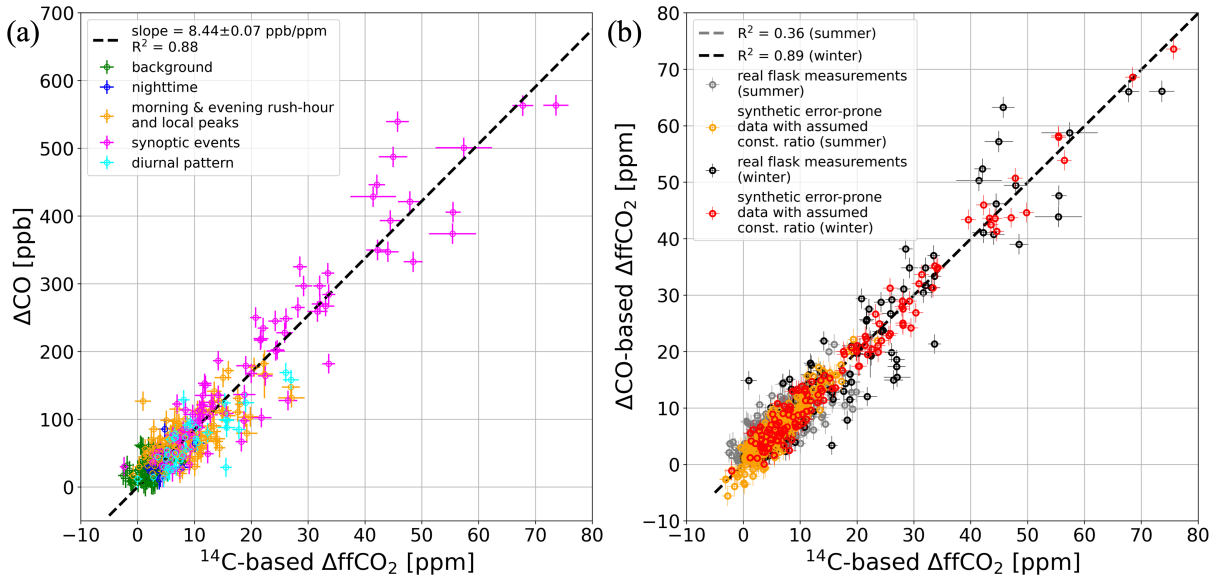 (a)
700
600
500
400
300
200
100
0
ΔCO [ppb]
slope = 8.44±0.07 ppb/ppm
R² = 0.88
background
nighttime
morning & evening rush-hour
and local peaks
synoptic events
diurnal pattern
0 10 20 30 40 50 60 70 80
¹⁴C-based ΔffCO₂ [ppm]
(b)
80
70
60
50
40
30
20
10
0
−10
ΔCO-based ΔffCO₂ [ppm]
R² = 0.36 (summer)
R² = 0.89 (winter)
real flask measurements
(summer)
synthetic error-prone
data with assumed
const. ratio (summer)
real flask measurements
(winter)
synthetic error-prone
data with assumed
const. ratio (winter)
−10 0 10 20 30 40 50 60 70 80
¹⁴C-based ΔffCO₂ [ppm]